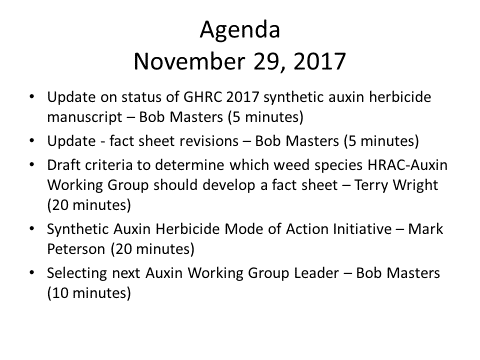 Agenda
November 29, 2017
• Update on status of GHRC 2017 synthetic auxin herbicide
manuscript – Bob Masters (5 minutes)
• Update - fact sheet revisions – Bob Masters (5 minutes)
• Draft criteria to determine which weed species HRAC-Auxin
Working Group should develop a fact sheet – Terry Wright
(20 minutes)
• Synthetic Auxin Herbicide Mode of Action Initiative – Mark
Peterson (20 minutes)
• Selecting next Auxin Working Group Leader – Bob Masters
(10 minutes)